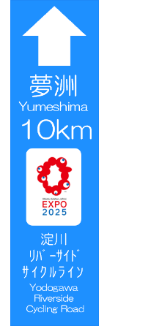 夢洲
Yumeshima
10km
EXPO
2025
淀川
ﾘﾊﾞｰｻｲﾄﾞ
ｻｲｸﾙﾗｲﾝ
Yodogawa
Riverside
Cycling Road